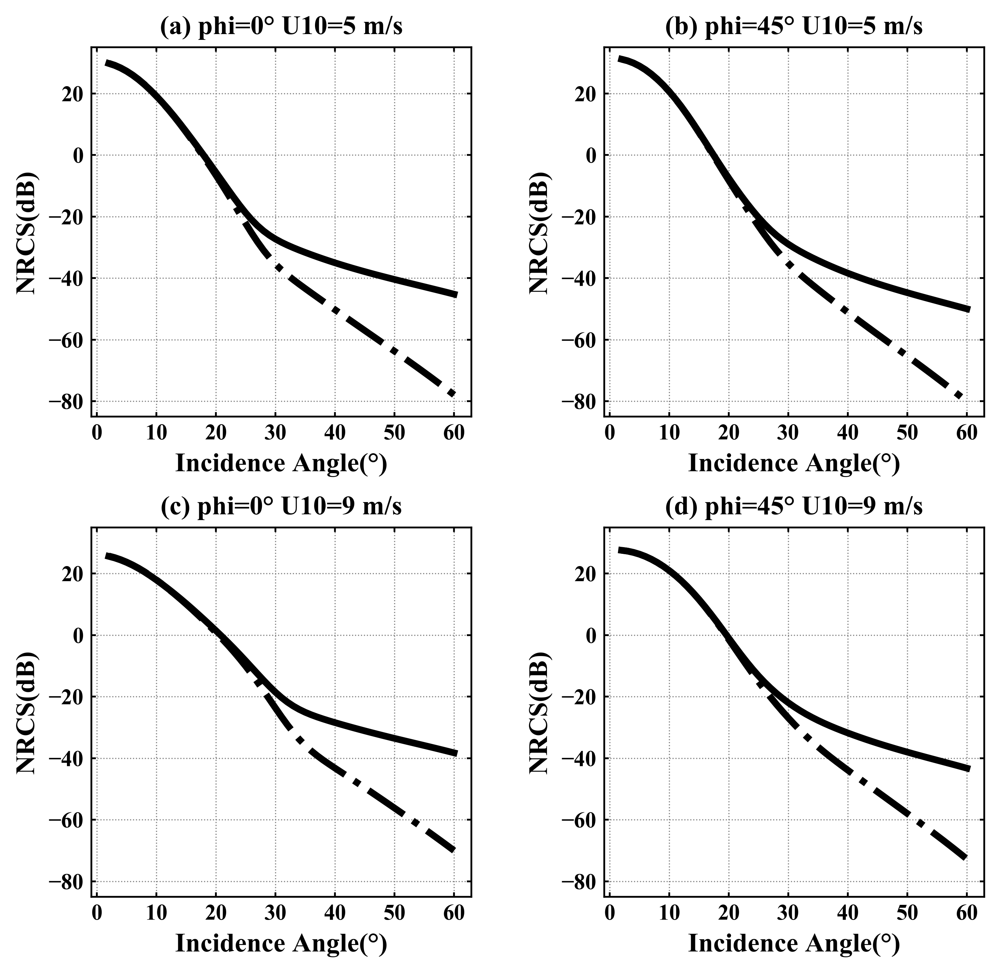 (a) phi=0° U10=5 m/s
(b) phi=45° U10=5 m/s
NRCS(dB)
20
0
−20
−40
−60
−80
0 10 20 30 40 50 60
Incidence Angle(°)
NRCS(dB)
20
0
−20
−40
−60
−80
0 10 20 30 40 50 60
Incidence Angle(°)
(c) phi=0° U10=9 m/s
(d) phi=45° U10=9 m/s
NRCS(dB)
20
0
−20
−40
−60
−80
0 10 20 30 40 50 60
Incidence Angle(°)
NRCS(dB)
20
0
−20
−40
−60
−80
0 10 20 30 40 50 60
Incidence Angle(°)